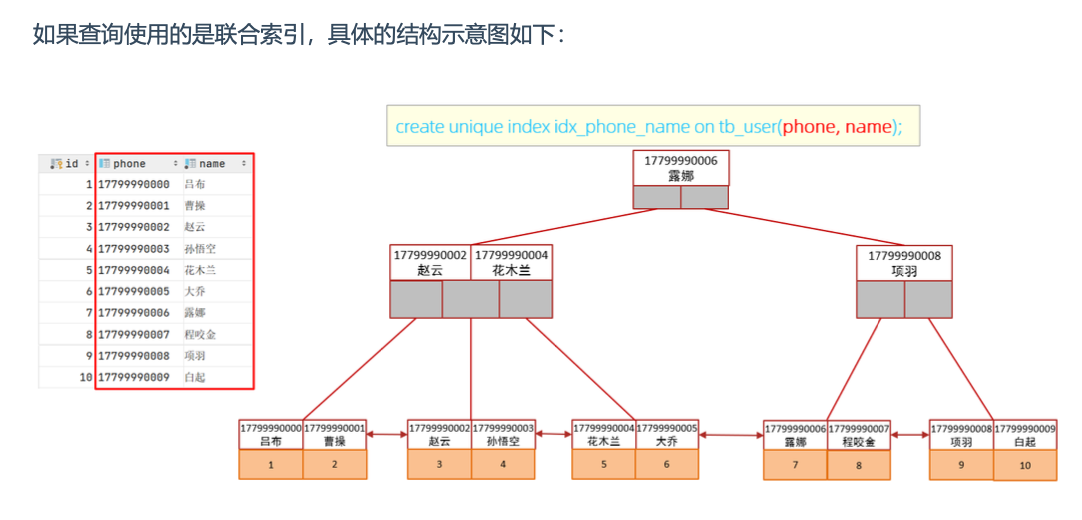 如果查询使用的是联合索引，具体的结构示意图如下：
create unique index idx_phone_name on tb_user(phone, name);
id phone name
1 17799990000 吕布
2 17799990001 曹操
3 17799990002 赵云
4 17799990003 孙悟空
5 17799990004 花木兰
6 17799990005 大乔
7 17799990006 露娜
8 17799990007 程咬金
9 17799990008 项羽
10 17799990009 白起
17799990006
露娜
17799990002 17799990004
赵云 花木兰
17799990008
项羽
17799990000 17799990001 17799990002 17799990003 17799990004 17799990005 17799990006 17799990007 17799990008 17799990009
吕布 曹操 赵云 孙悟空 花木兰 大乔 露娜 程咬金 项羽 白起
1 2 3 4 5 6 7 8 9 10